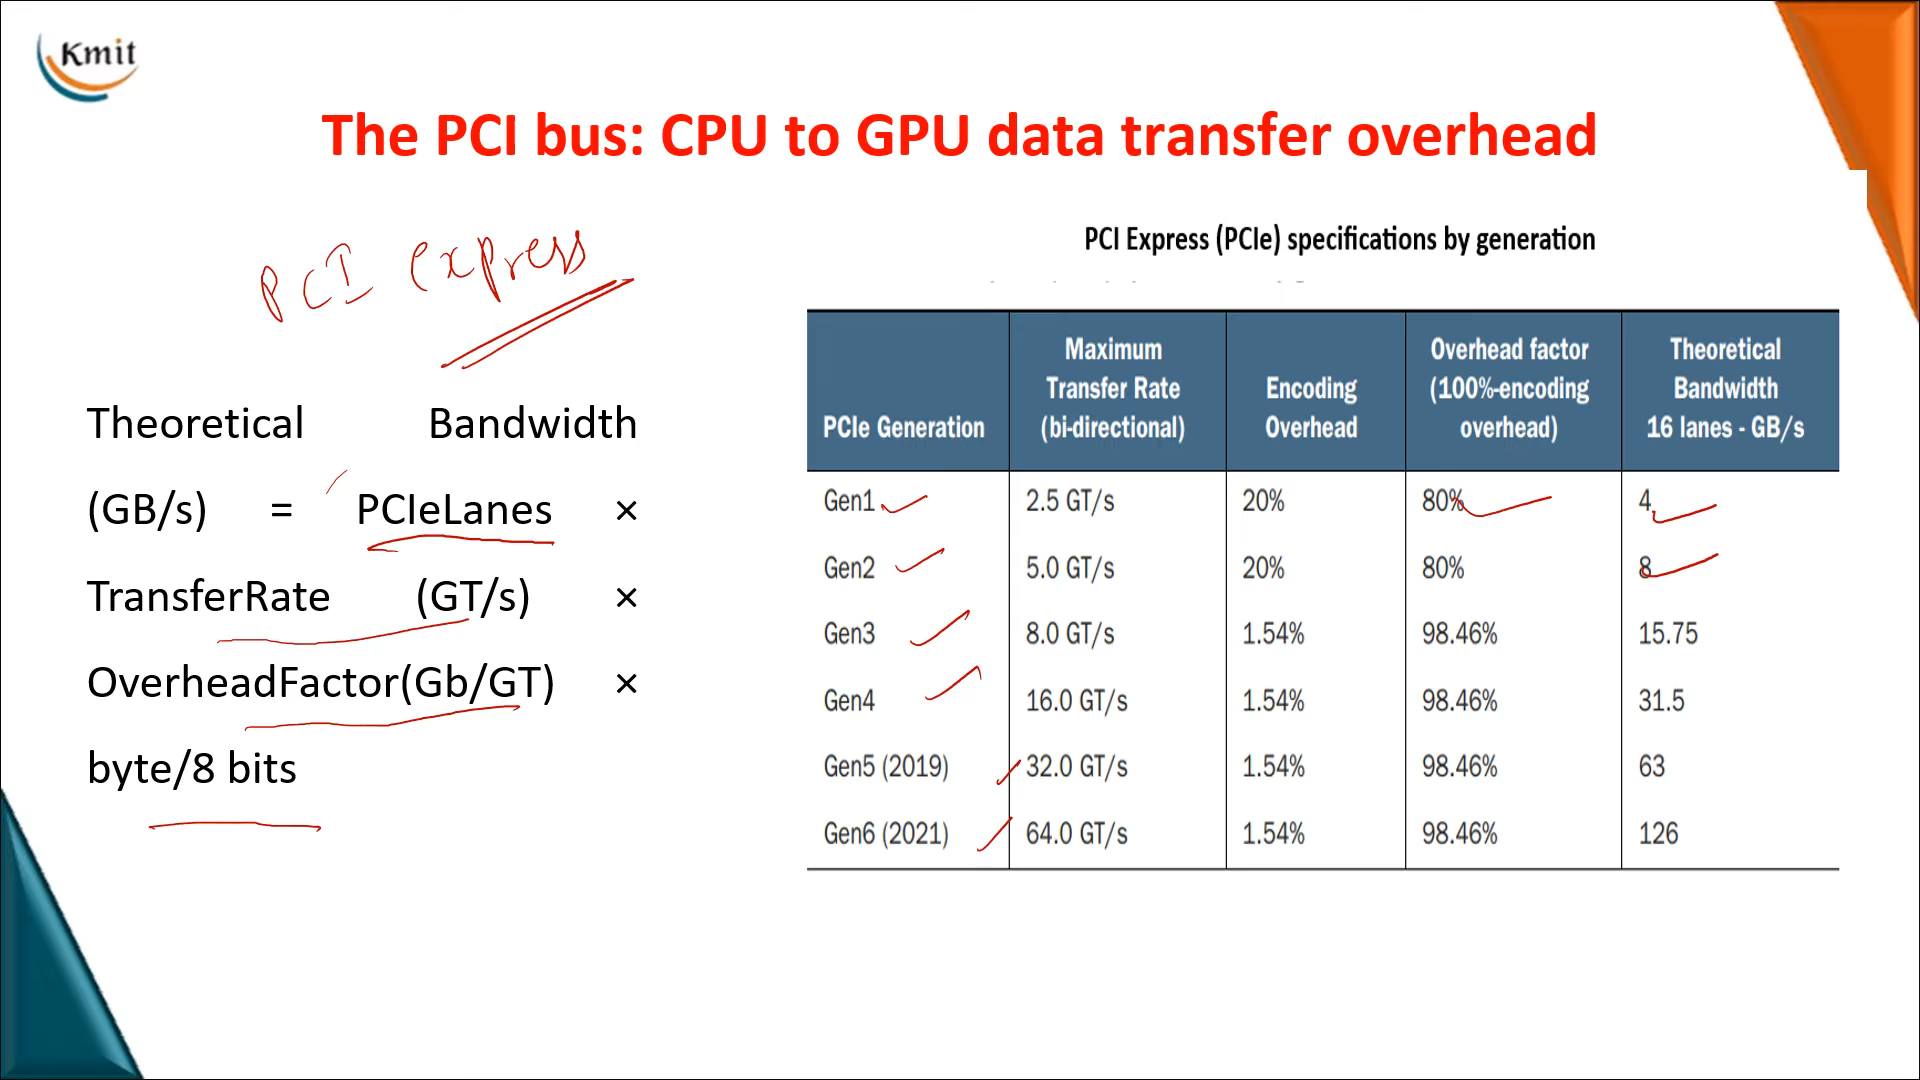 Kmit
The PCI bus: CPU to GPU data transfer overhead
PCI express
Theoretical Bandwidth
(GB/s) = PCIeLanes ×
TransferRate (GT/s) ×
OverheadFactor(Gb/GT) ×
byte/8 bits
PCI Express (PCIe) specifications by generation
PCIe Generation Maximum Transfer Rate (bi-directional) Encoding Overhead Overhead factor (100%-encoding overhead) Theoretical Bandwidth 16 lanes - GB/s
Gen1 2.5 GT/s 20% 80% 4
Gen2 5.0 GT/s 20% 80% 8
Gen3 8.0 GT/s 1.54% 98.46% 15.75
Gen4 16.0 GT/s 1.54% 98.46% 31.5
Gen5 (2019) 32.0 GT/s 1.54% 98.46% 63
Gen6 (2021) 64.0 GT/s 1.54% 98.46% 126